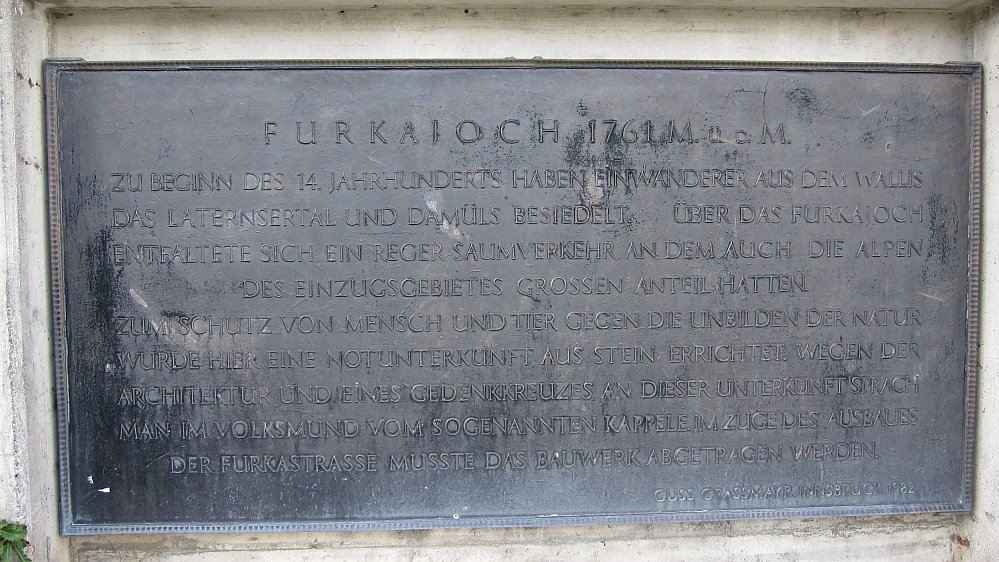 FURKAJOCH 1761 M. ü. D. M.
ZU BEGINN DES 14. JAHRHUNDERTS HABEN EINWANDERER AUS DEM WALLIS
DAS LATERNSERTAL UND DAMÜLS BESIEDELT. ÜBER DAS FURKAJOCH
ENTFALTETE SICH EIN REGER SAUMVERKEHR, AN DEM AUCH DIE ALPEN
DES EINZUGSGEBIETES GROSSEN ANTEIL HATTEN.
ZUM SCHUTZ VON MENSCH UND TIER GEGEN DIE UNBILDEN DER NATUR
WURDE HIER EINE NOTUNTERKUNFT AUS STEIN ERRICHTET, WEGEN DER
ARCHITEKTUR UND EINES GEDENKKREUZES AN DIESER UNTERKUNFT SPRACH
MAN IM VOLKSMUND VOM SOGENANNTEN KAPPELE. IM ZUGE DES AUSBAUES
DER FURKASTRASSE MUSSTE DAS BAUWERK ABGETRAGEN WERDEN.
GUSS GRASSMAYR INNSBRUCK 1982